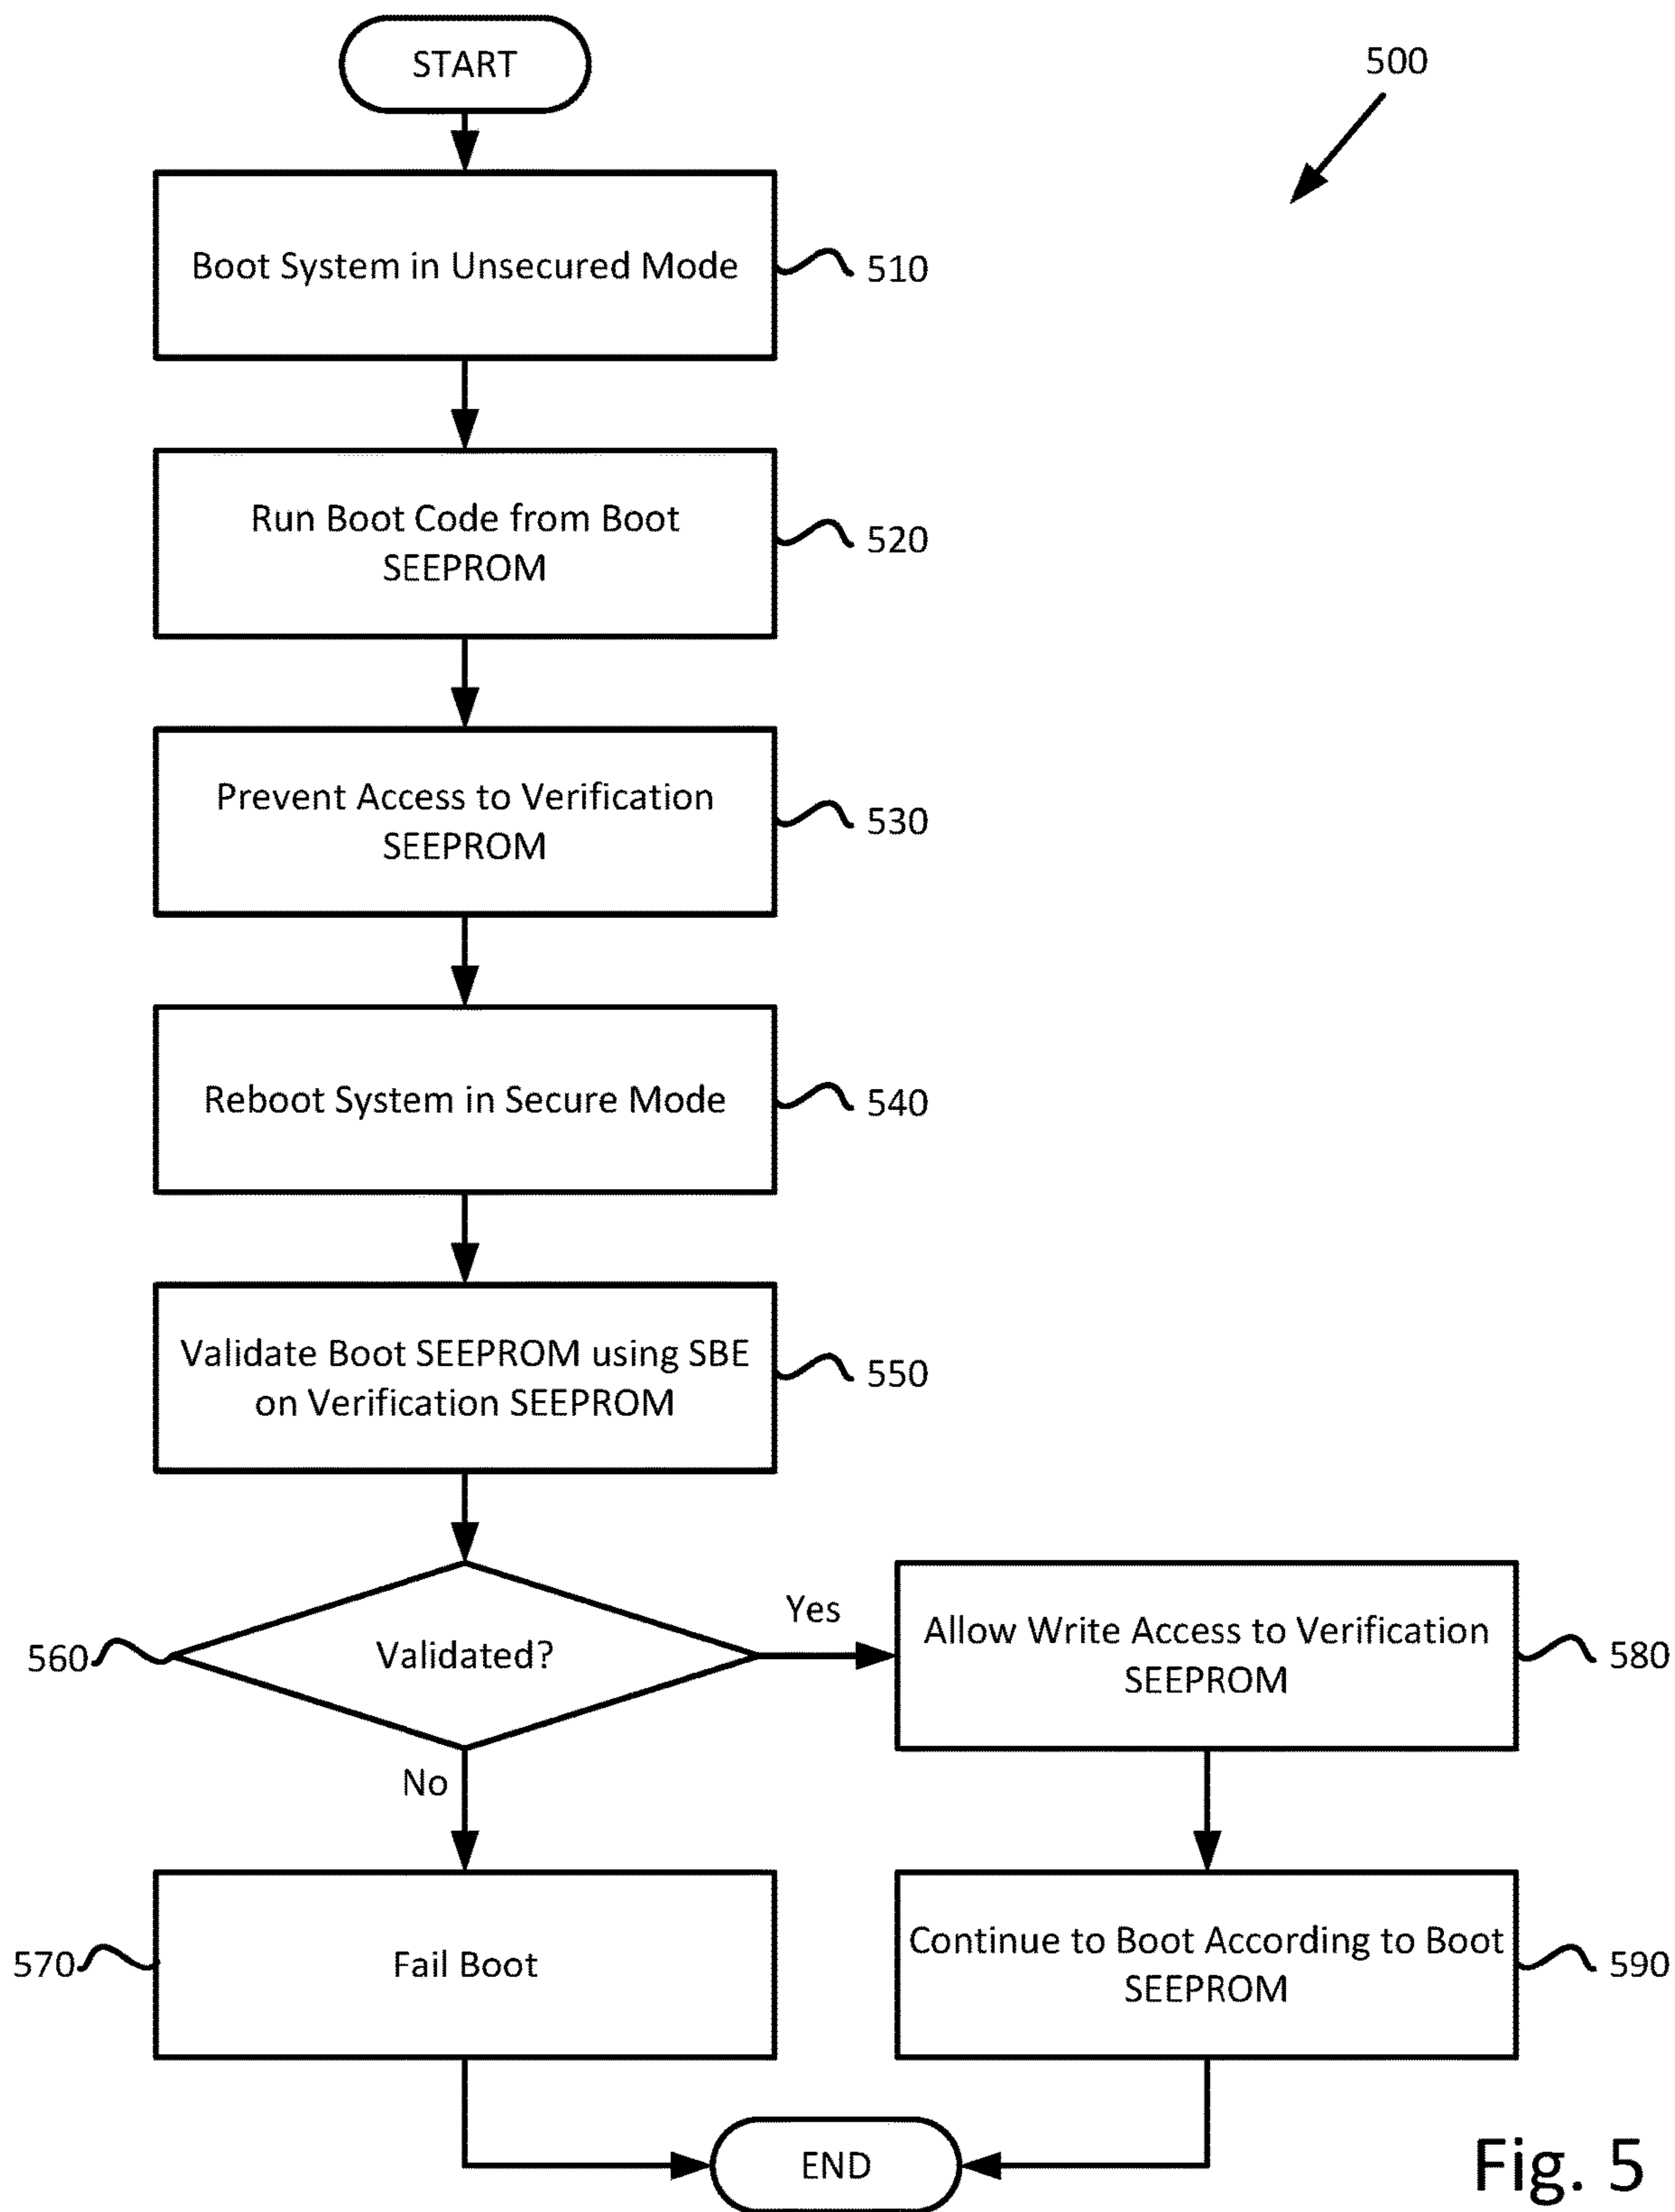 START
500
Boot System in Unsecured Mode
510
Run Boot Code from Boot
SEEPROM
520
Prevent Access to Verification
SEEPROM
530
Reboot System in Secure Mode
540
Validate Boot SEEPROM using SBE
on Verification SEEPROM
550
560
Validated?
Yes
Allow Write Access to Verification
SEEPROM
580
No
570
Fail Boot
Continue to Boot According to Boot
SEEPROM
590
END
Fig. 5